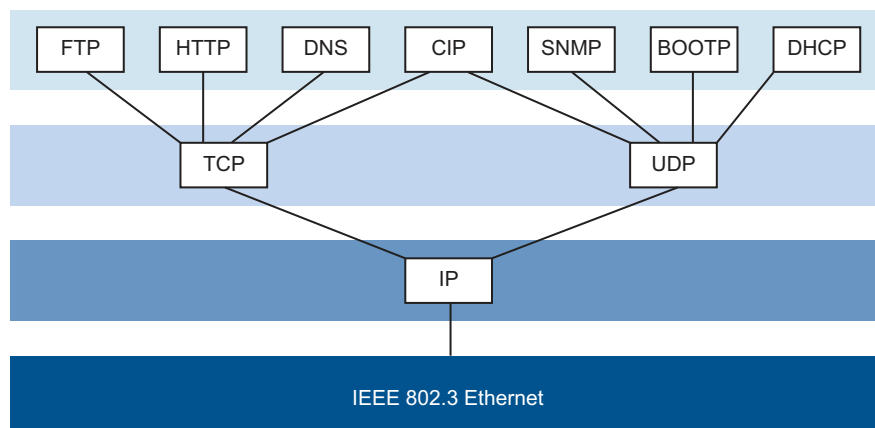 FTP
HTTP
DNS
CIP
SNMP
BOOTP
DHCP
TCP
UDP
IP
IEEE 802.3 Ethernet